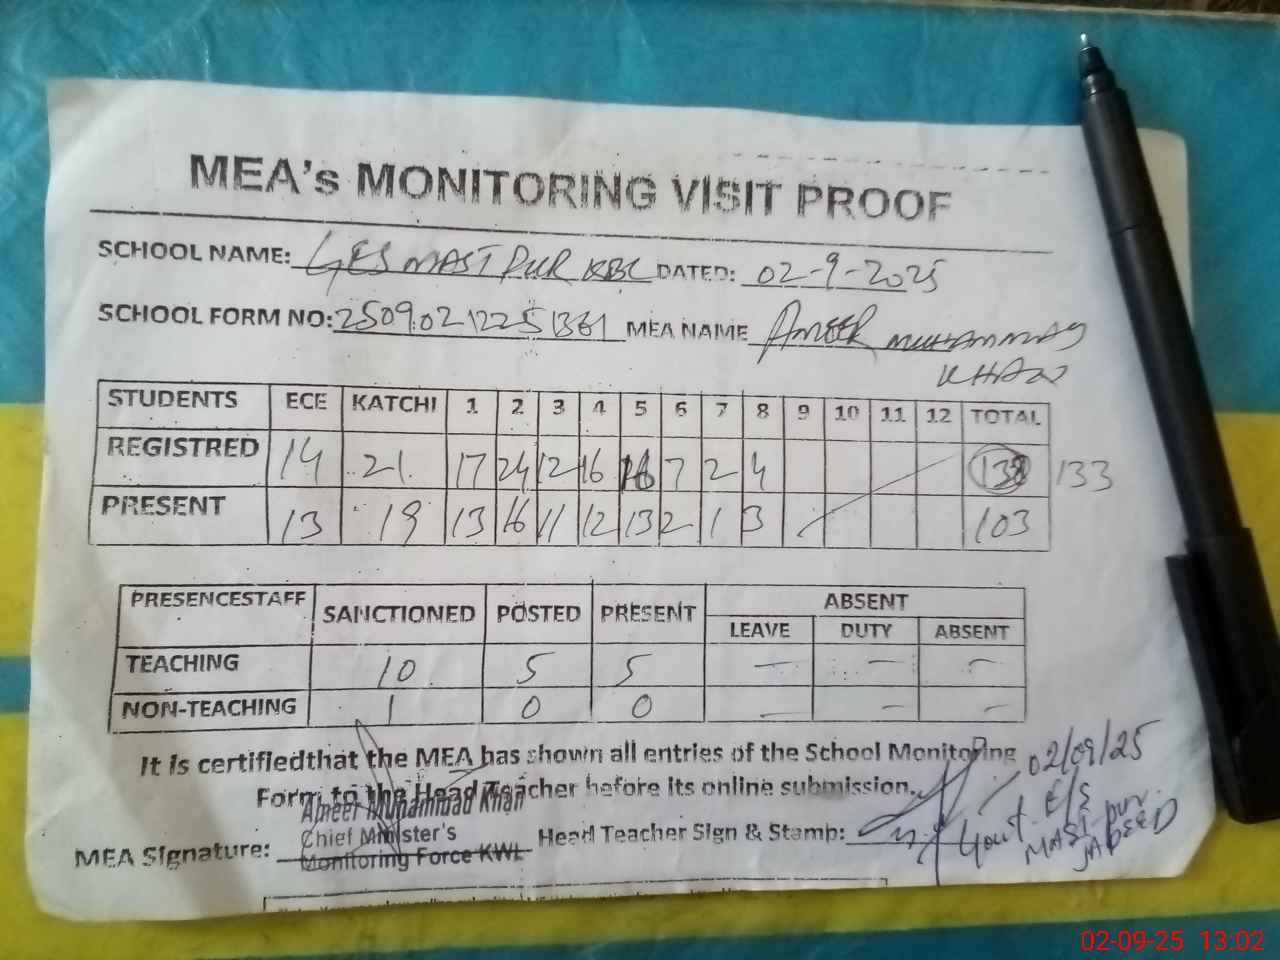 MEA's MONITORING VISIT PROOF
SCHOOL NAME: GES MAST PUR KBL DATED: 02-9-2025
SCHOOL FORM NO: 2509021225 1361 MEA NAME AMEER MUHAMMAD
KHAN
STUDENTS ECE KATCHI 1 2 3 4 5 6 7 8 9 10 11 12 TOTAL
REGISTRED 14 21 17 24 12 16 16 7 2 4 138 133
PRESENT 13 19 13 16 11 12 13 2 1 3 103
PRESENCESTAFF SANCTIONED POSTED PRESENT ABSENT
LEAVE DUTY ABSENT
TEACHING 10 5 5 — — —
NON-TEACHING 1 0 0 — — —
It is certifiedthat the MEA has shown all entries of the School Monitoring
Form to the Head Teacher before its online submission.
02/09/25
Ameer Muhammad Khan
Chief Minister's
Monitoring Force KWL
MEA Signature: Head Teacher Sign & Stamp:
Govt. E/S
MAST pur
JADEED
02-09-25 13:02